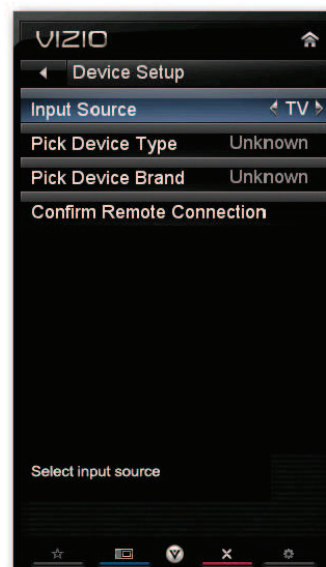 VIZIO
Device Setup
Input Source TV
Pick Device Type Unknown
Pick Device Brand Unknown
Confirm Remote Connection
Select input source